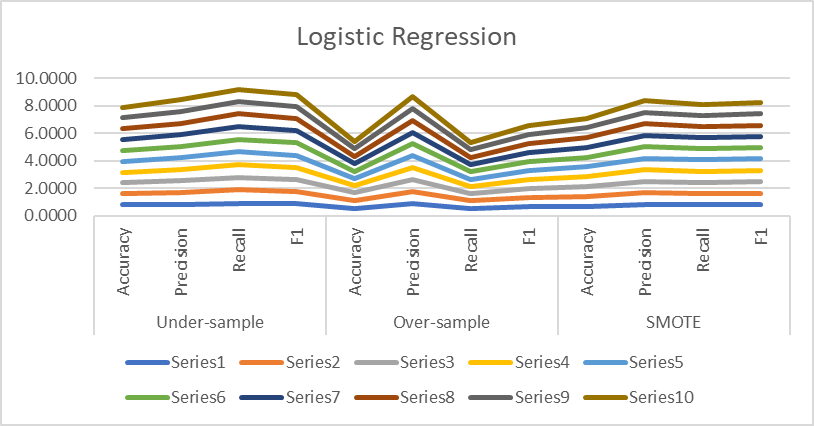 Logistic Regression
10.0000
8.0000
6.0000
4.0000
2.0000
0.0000
Accuracy Precision Recall F1 Accuracy Precision Recall F1 Accuracy Precision Recall F1
Under-sample Over-sample SMOTE
Series1 Series2 Series3 Series4 Series5
Series6 Series7 Series8 Series9 Series10